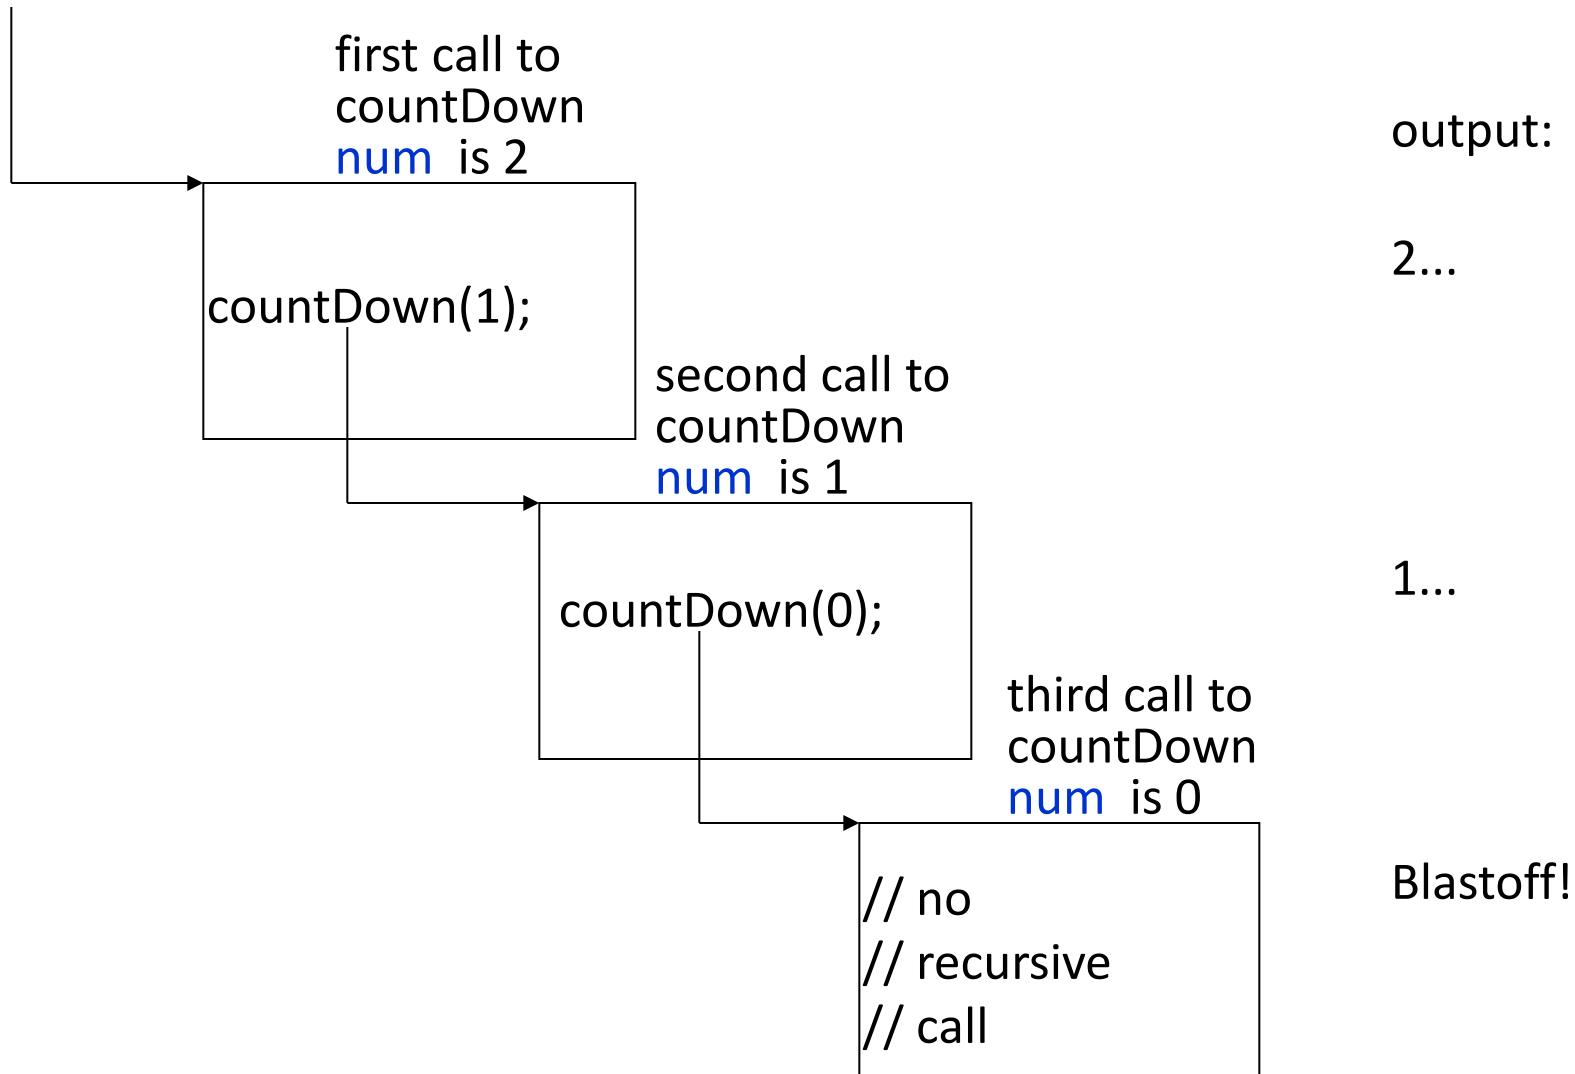 first call to
countDown
num is 2
output:
2...
countDown(1);
second call to
countDown
num is 1
1...
countDown(0);
third call to
countDown
num is 0
Blastoff!
// no
// recursive
// call